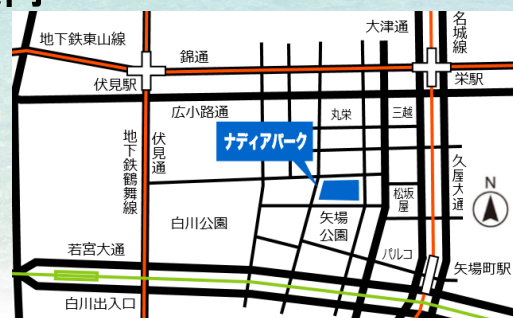 地下鉄東山線
錦通
大津通
名城線
伏見駅
栄駅
広小路通
丸栄
三越
ナディアパーク
伏見通
地下鉄鶴舞線
久屋大通
N
松坂屋
白川公園
矢場
公園
若宮大通
パルコ
矢場町駅
白川出入口